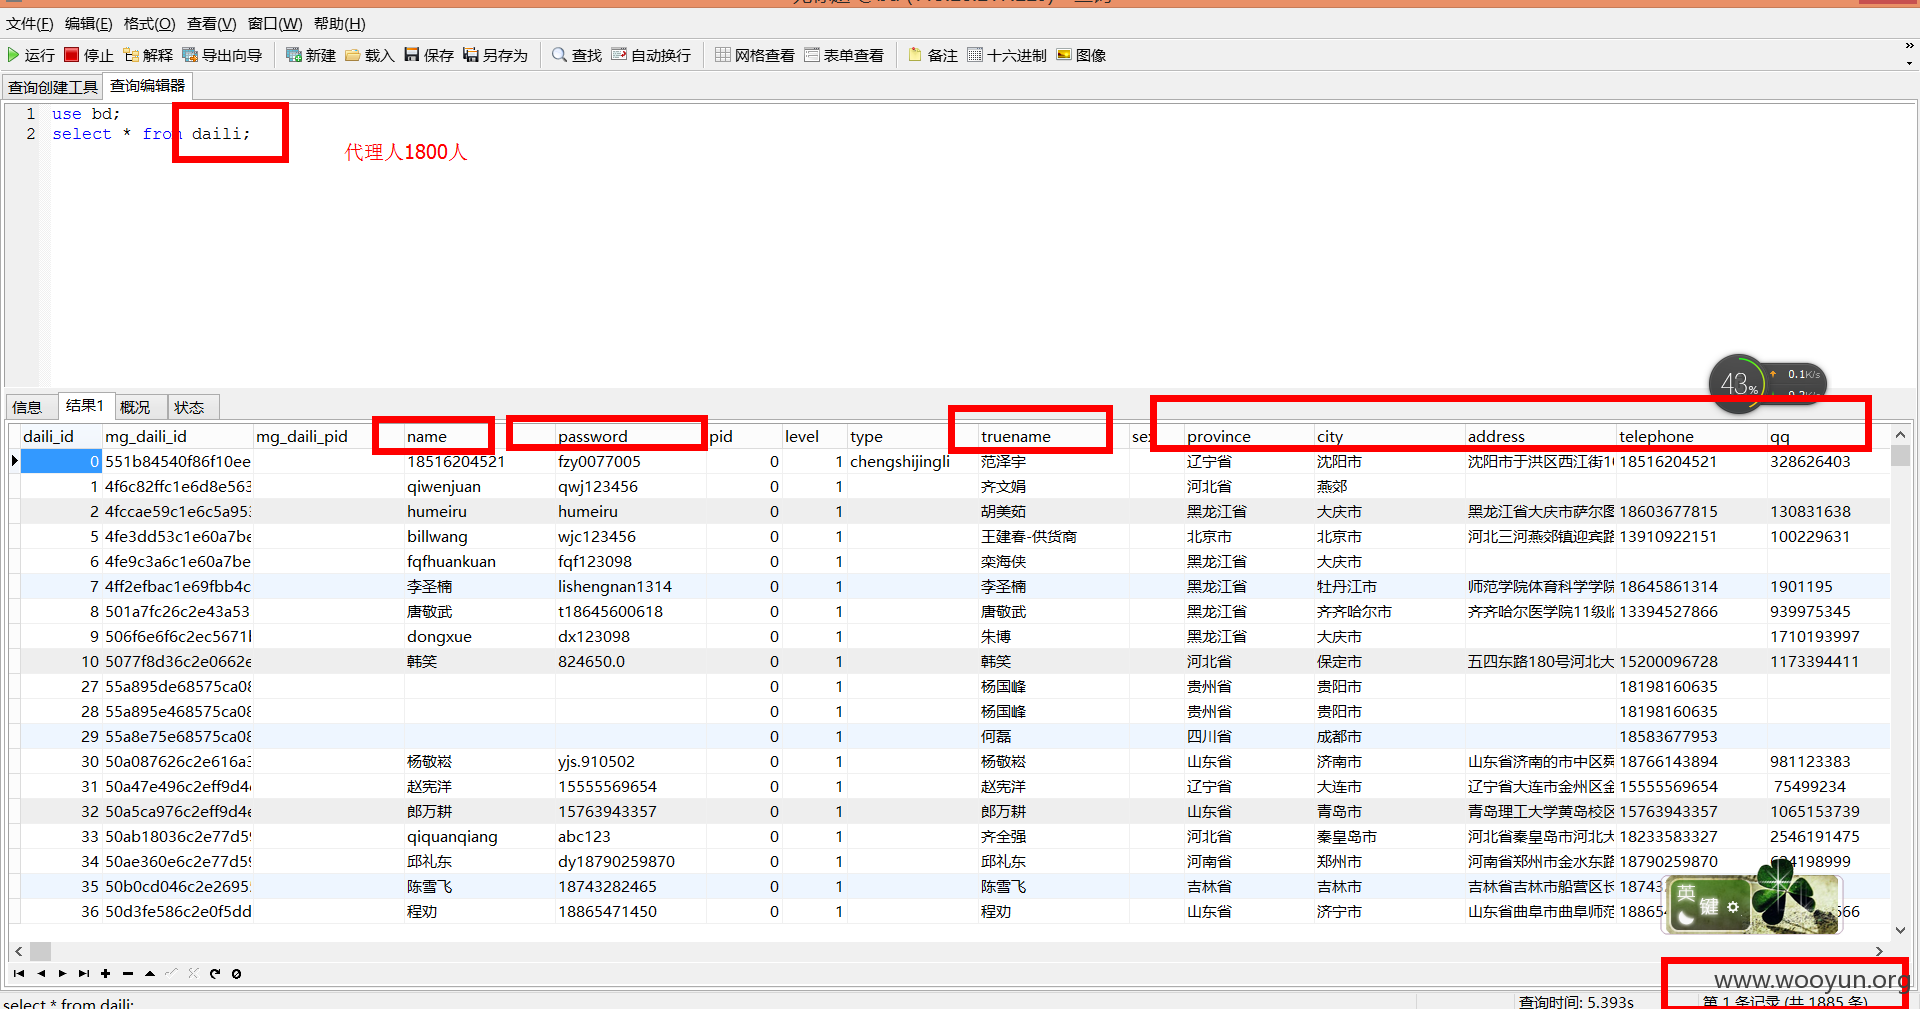 文件(F) 编辑(E) 格式(O) 查看(V) 窗口(W) 帮助(H)
运行 停止 解释 导出向导 新建 载入 保存 另存为 查找 自动换行 网格查看 表单查看 备注 十六进制 图像
查询创建工具 查询编辑器
1 use bd;
2 select * from daili;
代理人1800人
43% 0.1K/s
信息 结果1 概况 状态
daili_id mg_daili_id mg_daili_pid name password pid level type truename sex province city address telephone qq
0 551b84540f86f10ee 18516204521 fzy0077005 0 1 chengshijingli 范泽宇 辽宁省 沈阳市 沈阳市于洪区西江街1 18516204521 328626403
1 4f6c82ffc1e6d8e563 qiwenjuan qwj123456 0 1 齐文娟 河北省 燕郊
2 4fccae59c1e6c5a95 humeiru humeiru 0 1 胡美茹 黑龙江省 大庆市 黑龙江省大庆市萨尔图 18603677815 130831638
5 4fe3dd53c1e60a7be billwang wjc123456 0 1 王建春-供货商 北京市 北京市 河北三河燕郊镇迎宾路 13910922151 100229631
6 4fe9c3a6c1e60a7be fqfhuankuan fqf123098 0 1 栾海侠 黑龙江省 大庆市
7 4ff2efbac1e69fbb4c 李圣楠 lishengnan1314 0 1 李圣楠 黑龙江省 牡丹江市 师范学院体育科学学院 18645861314 1901195
8 501a7fc26c2e43a53 唐敬武 t18645600618 0 1 唐敬武 黑龙江省 齐齐哈尔市 齐齐哈尔医学院11级临 13394527866 939975345
9 506f6e6f6c2ec5671 dongxue dx123098 0 1 朱博 黑龙江省 大庆市 1710193997
10 5077f8d36c2e0662e 韩笑 824650.0 0 1 韩笑 河北省 保定市 五四东路180号河北大 15200096728 1173394411
27 55a895de68575ca08 0 1 杨国峰 贵州省 贵阳市 18198160635
28 55a895e468575ca08 0 1 杨国峰 贵州省 贵阳市 18198160635
29 55a8e75e68575ca08 0 1 何磊 四川省 成都市 18583677953
30 50a087626c2e616a3 杨敬崧 yjs.910502 0 1 杨敬崧 山东省 济南市 山东省济南的市中区舜 18766143894 981123383
31 50a47e496c2eff9d4 赵宪洋 15555569654 0 1 赵宪洋 辽宁省 大连市 辽宁省大连市金州区金 15555569654 75499234
32 50a5ca976c2eff9d4e 郎万耕 15763943357 0 1 郎万耕 山东省 青岛市 青岛理工大学黄岛校区 15763943357 1065153739
33 50ab18036c2e77d59 qiquanqiang abc123 0 1 齐全强 河北省 秦皇岛市 河北省秦皇岛市河北大 18233583327 2546191475
34 50ae360e6c2e77d59 邱礼东 dy18790259870 0 1 邱礼东 河南省 郑州市 河南省郑州市金水东路 18790259870 4198999
35 50b0cd046c2e2695 陈雪飞 18743282465 0 1 陈雪飞 吉林省 吉林市 吉林省吉林市船营区长 18743
36 50d3fe586c2e0f5dd 程劝 18865471450 0 1 程劝 山东省 济宁市 山东省曲阜市曲阜师范 1886 566
英 键
www.wooyun.org
select * from daili; 查询时间: 5.393s 第 1 条记录 (共 1885 条)